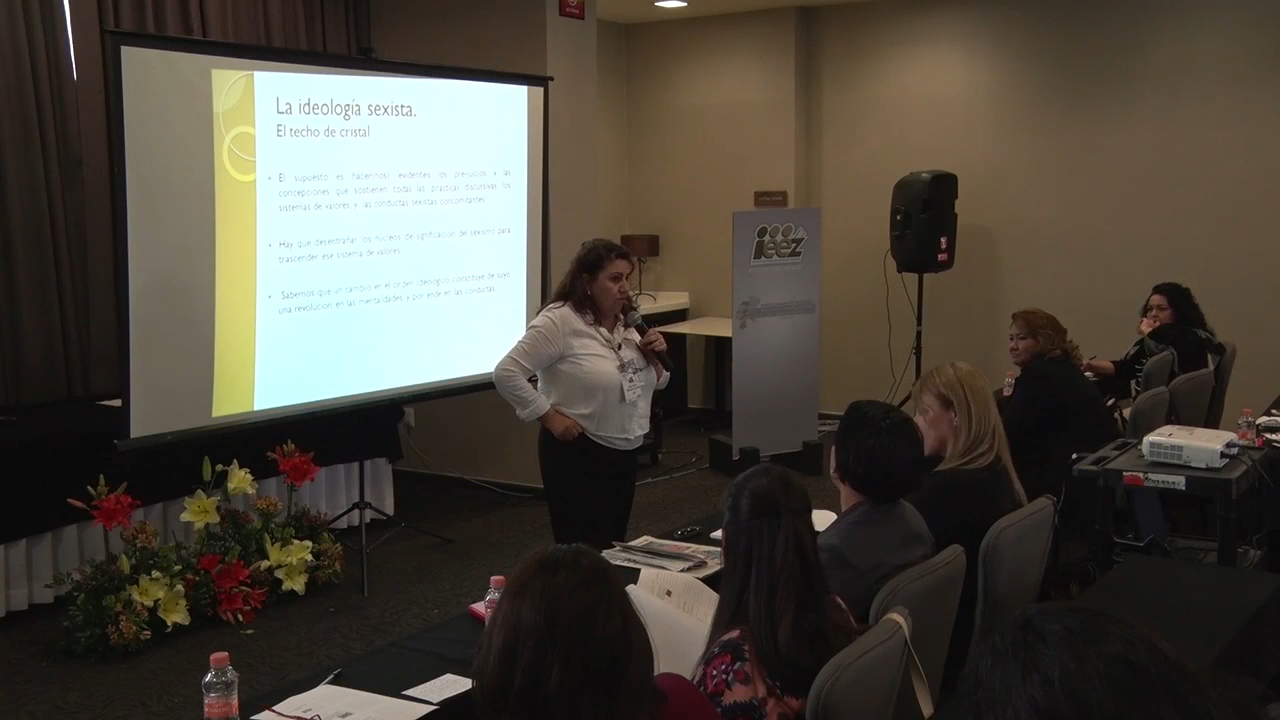 La ideología sexista.
El techo de cristal
El supuesto es hacer(nos) evidentes los pre-juicios y las
concepciones que sostienen todas las prácticas discursivas, los
sistemas de valores y las conductas sexistas concomitantes.
Hay que desentrañar los núcleos de significación del sexismo para
trascender ese sistema de valores.
Sabemos que un cambio en el orden ideológico constituye de suyo
una revolución en las mentalidades y por ende en las conductas.
ieez